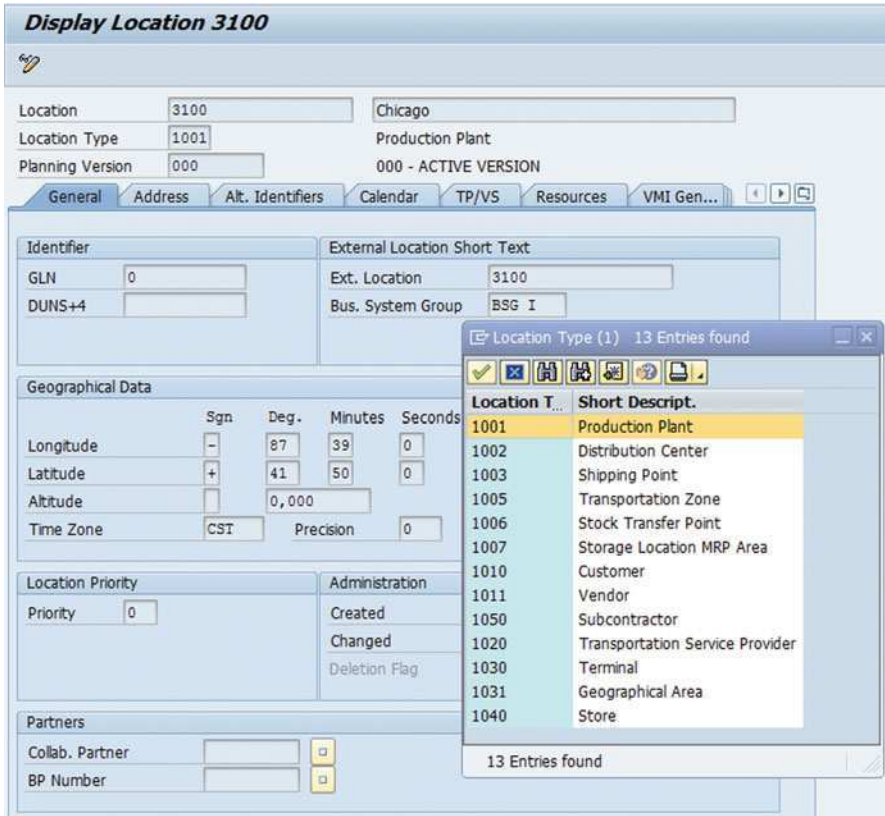 Display Location 3100
Location 3100 Chicago
Location Type 1001 Production Plant
Planning Version 000 000 - ACTIVE VERSION
General Address Alt. Identifiers Calendar TP/VS Resources VMI Gen...
Identifier External Location Short Text
GLN 0 Ext. Location 3100
DUNS+4 Bus. System Group BSG I
Geographical Data
Sgn Deg. Minutes Seconds
Longitude - 87 39 0
Latitude + 41 50 0
Altitude 0,000
Time Zone CST Precision 0
Location Priority Administration
Priority 0 Created
Changed
Deletion Flag
Partners
Collab. Partner
BP Number
Location Type (1) 13 Entries found
Location T... Short Descript.
1001 Production Plant
1002 Distribution Center
1003 Shipping Point
1005 Transportation Zone
1006 Stock Transfer Point
1007 Storage Location MRP Area
1010 Customer
1011 Vendor
1050 Subcontractor
1020 Transportation Service Provider
1030 Terminal
1031 Geographical Area
1040 Store
13 Entries found